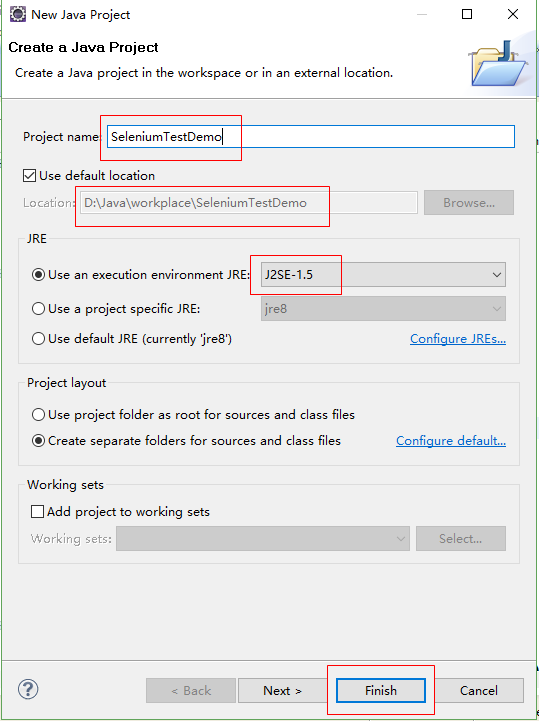 New Java Project
Create a Java Project
Create a Java project in the workspace or in an external location.
Project name: SeleniumTestDemo
Use default location
Location: D:\Java\workplace\SeleniumTestDemo Browse...
JRE
Use an execution environment JRE: J2SE-1.5
Use a project specific JRE: jre8
Use default JRE (currently 'jre8') Configure JREs...
Project layout
Use project folder as root for sources and class files
Create separate folders for sources and class files Configure default...
Working sets
Add project to working sets
Working sets: Select...
? < Back Next > Finish Cancel